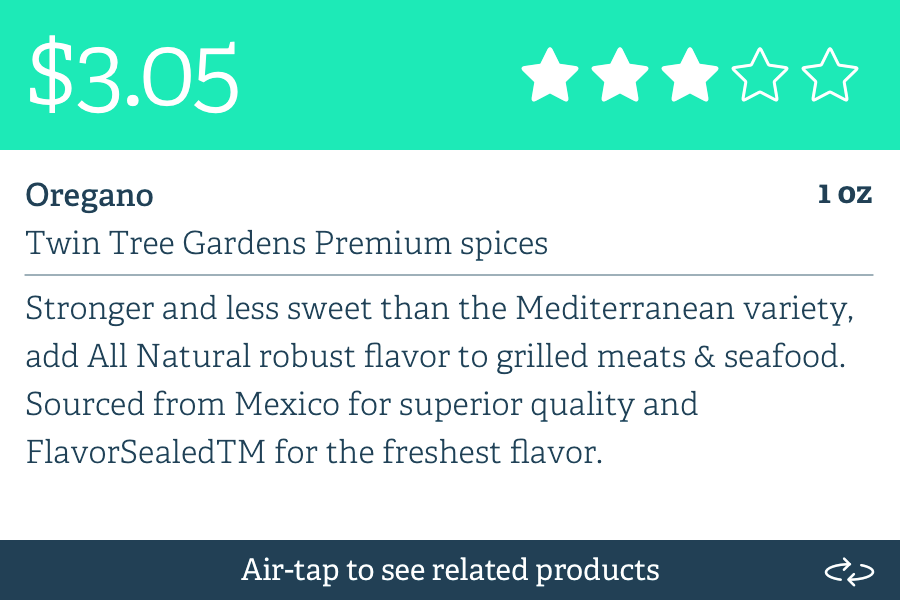 $3.05
Oregano
1 oz
Twin Tree Gardens Premium spices
Stronger and less sweet than the Mediterranean variety,
add All Natural robust flavor to grilled meats & seafood.
Sourced from Mexico for superior quality and
FlavorSealedTM for the freshest flavor.
Air-tap to see related products